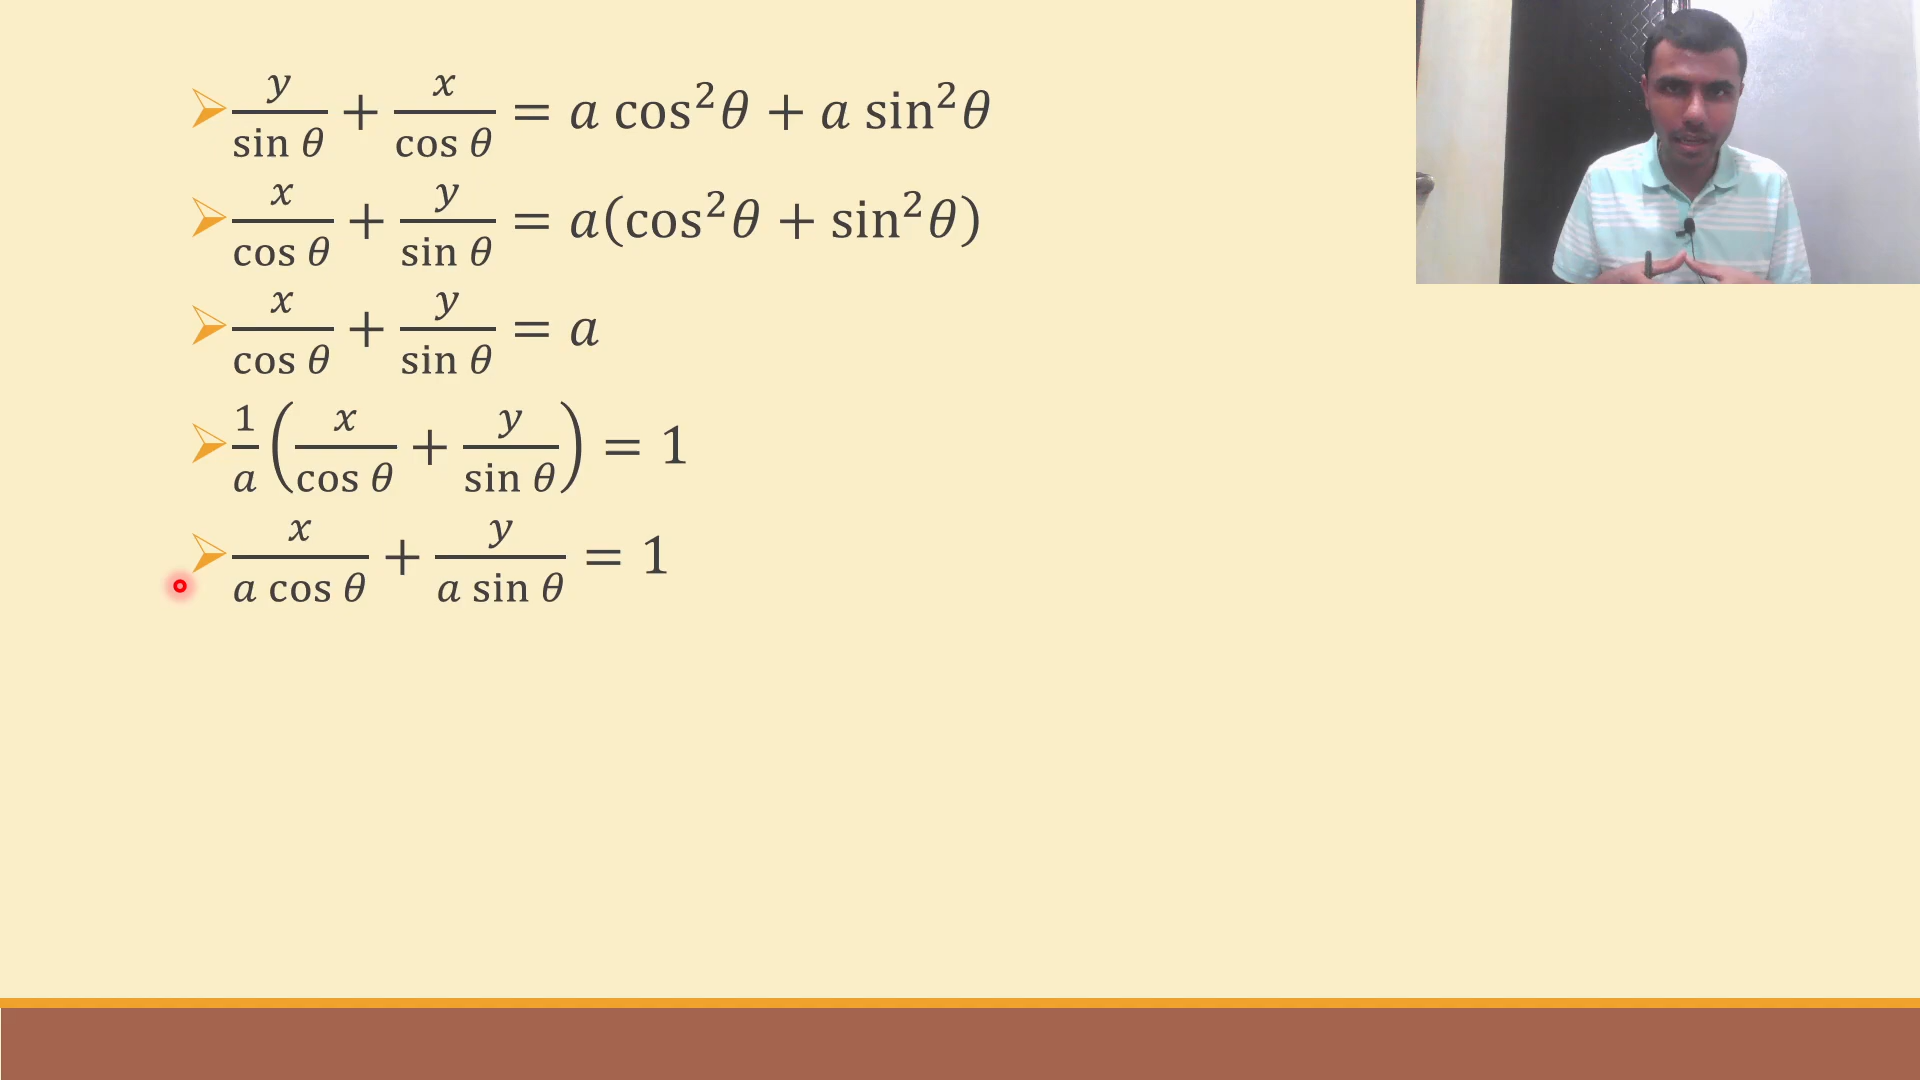 y/sin θ + x/cos θ = a cos²θ + a sin²θ
x/cos θ + y/sin θ = a(cos²θ + sin²θ)
x/cos θ + y/sin θ = a
1/a (x/cos θ + y/sin θ) = 1
x/a cos θ + y/a sin θ = 1